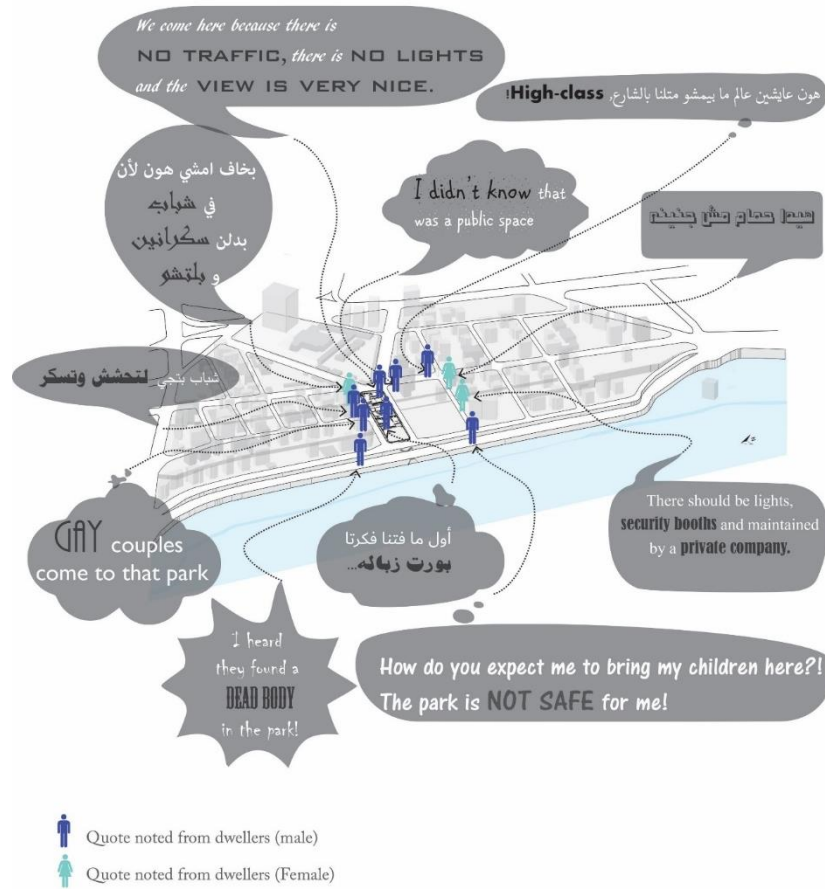 We come here because there is
NO TRAFFIC, there is NO LIGHTS
and the VIEW IS VERY NICE.
هون عايشين عالم ما بيمشو متلنا بالشارع, High-class!
بخاف امشي هون لأن
في شباب
بدلن سكرانين
و بلتشو
I didn't know that
was a public space
هيدا حمام مش جنينه
شباب بتجي لتحشش وتسكر
GAY couples
come to that park
أول ما فتنا فكرتا
بورت زباله...
There should be lights,
security booths and maintained
by a private company.
I heard
they found a
DEAD BODY
in the park!
How do you expect me to bring my children here?!
The park is NOT SAFE for me!
Quote noted from dwellers (male)
Quote noted from dwellers (Female)